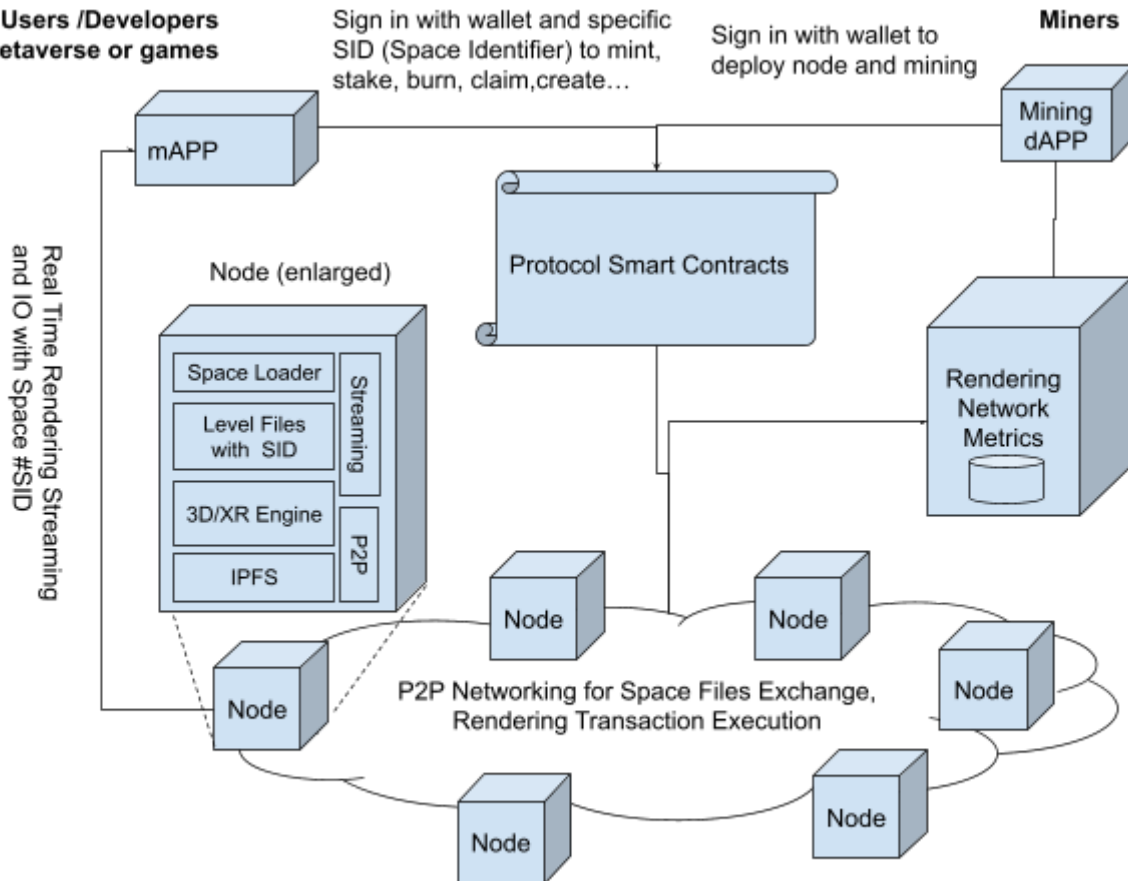 Users /Developers
etaverse or games
Sign in with wallet and specific
SID (Space Identifier) to mint,
stake, burn, claim,create…
Sign in with wallet to
deploy node and mining
Miners
mAPP
Mining
dAPP
Protocol Smart Contracts
Real Time Rendering Streaming
and IO with Space #SID
Node (enlarged)
Space Loader
Level Files
with SID
3D/XR Engine
IPFS
Streaming
P2P
Rendering
Network
Metrics
Node
Node
Node
Node
P2P Networking for Space Files Exchange,
Rendering Transaction Execution
Node
Node